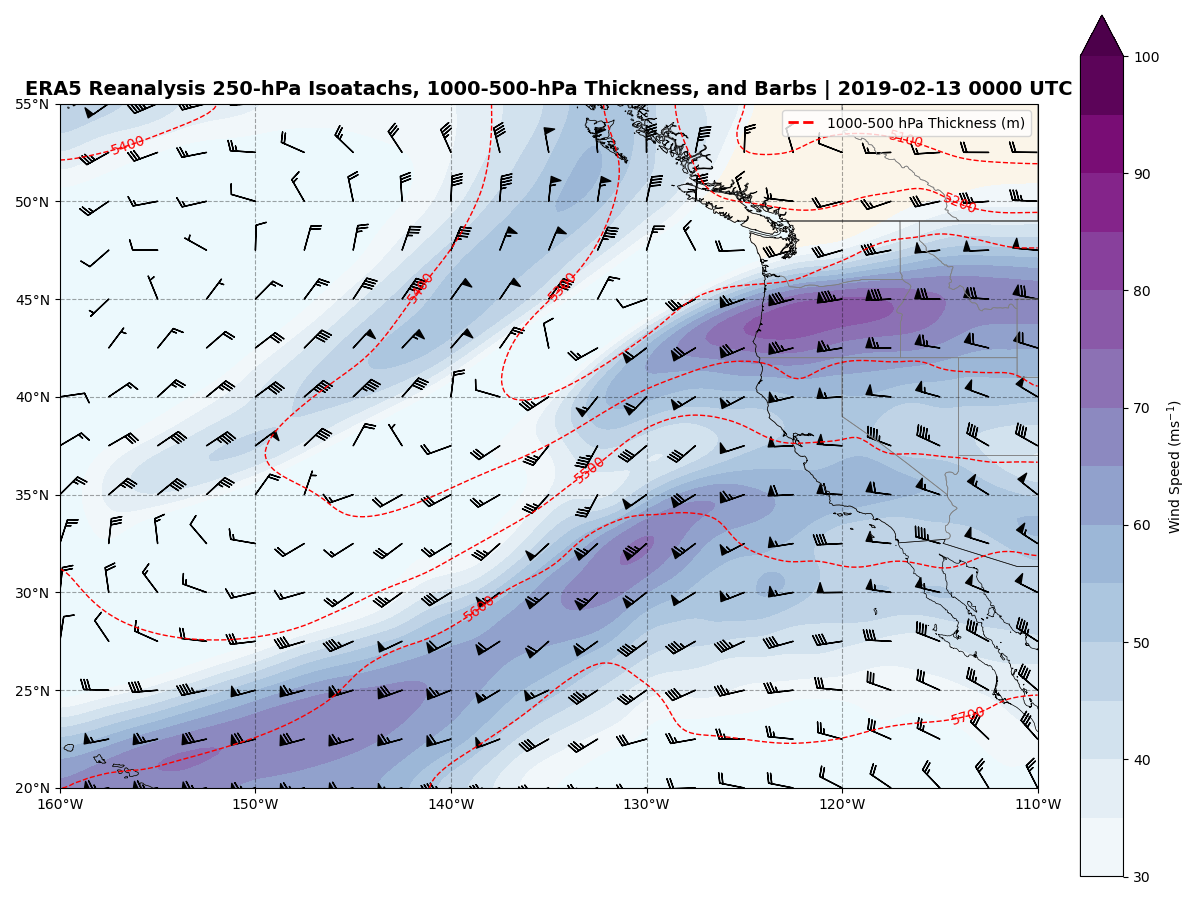 ERA5 Reanalysis 250-hPa Isoatachs, 1000-500-hPa Thickness, and Barbs | 2019-02-13 0000 UTC
1000-500 hPa Thickness (m)
55°N
50°N
45°N
40°N
35°N
30°N
25°N
20°N
160°W
150°W
140°W
130°W
120°W
110°W
5400
5200
5400
5300
5500
5600
5700
100
90
80
70
60
50
40
30
Wind Speed (ms⁻¹)